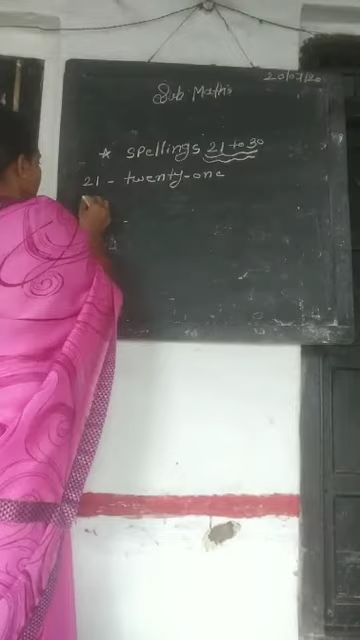 20/07/20
Sub Maths
* Spellings 21 to 30
21 - twenty-one
-